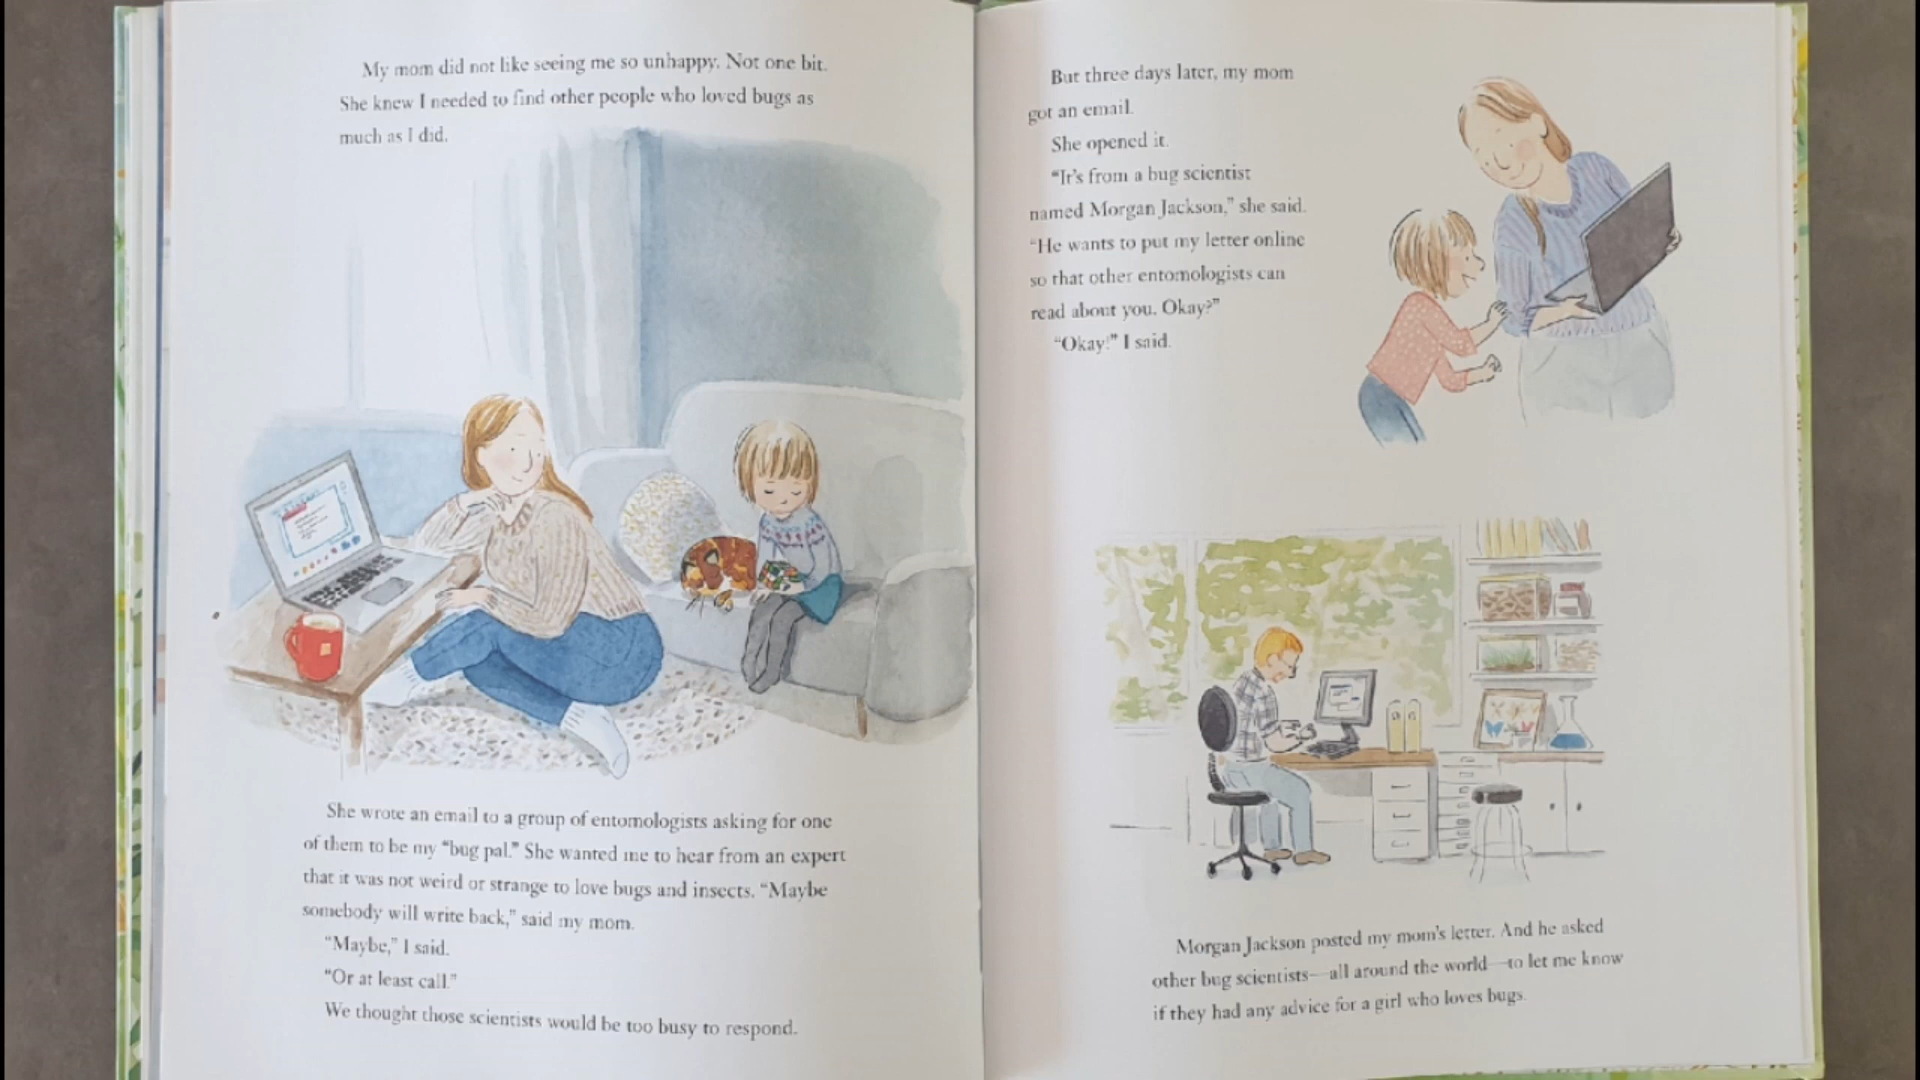 My mom did not like seeing me so unhappy. Not one bit.
She knew I needed to find other people who loved bugs as
much as I did.
She wrote an email to a group of entomologists asking for one
of them to be my “bug pal.” She wanted me to hear from an expert
that it was not weird or strange to love bugs and insects. “Maybe
somebody will write back,” said my mom.
“Maybe,” I said.
“Or at least call.”
We thought those scientists would be too busy to respond.
But three days later, my mom
got an email.
She opened it.
“It’s from a bug scientist
named Morgan Jackson,” she said.
“He wants to put my letter online
so that other entomologists can
read about you. Okay?”
“Okay!” I said.
Morgan Jackson posted my mom’s letter. And he asked
other bug scientists—all around the world—to let me know
if they had any advice for a girl who loves bugs.